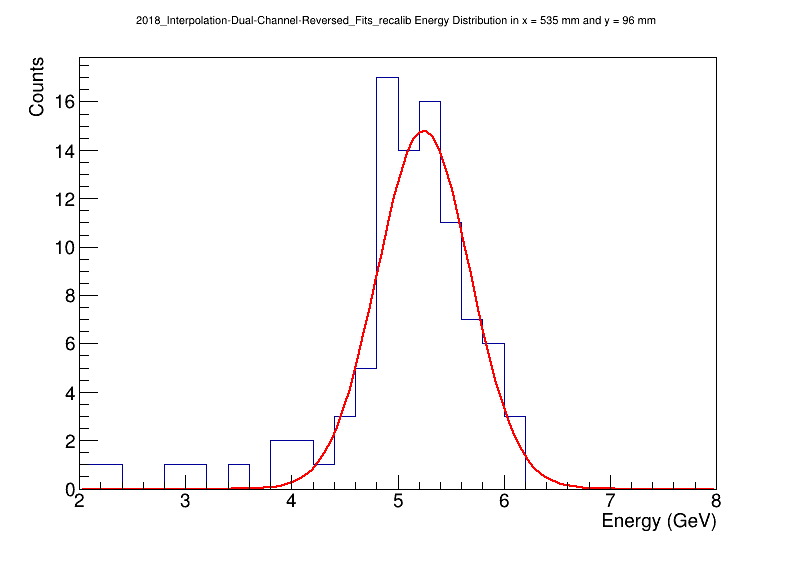 2018_Interpolation-Dual-Channel-Reversed_Fits_recalib Energy Distribution in x = 535 mm and y = 96 mm
Counts
16
14
12
10
8
6
4
2
0
2 3 4 5 6 7 8
Energy (GeV)